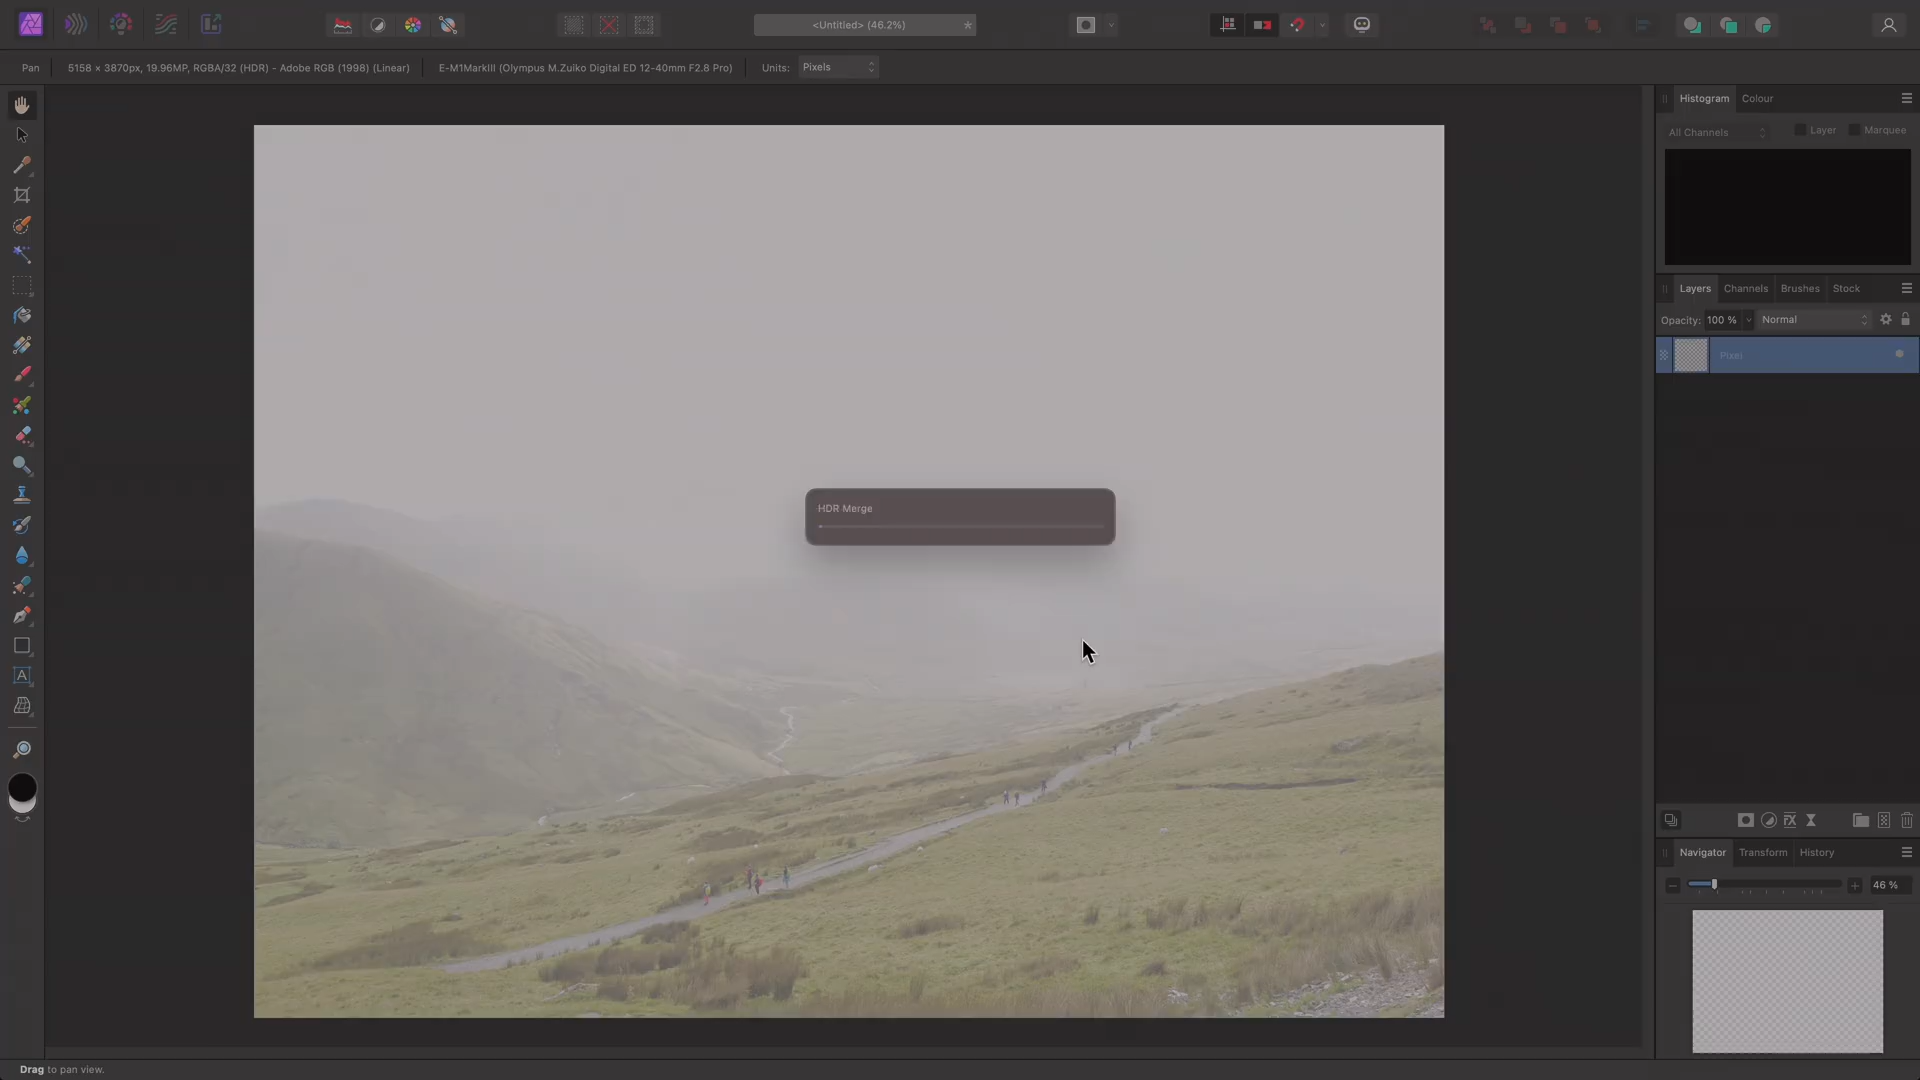 <Untitled> (46.2%)
Pan
5158 × 3870px, 19.96MP, RGBA/32 (HDR) - Adobe RGB (1998) (Linear)
E-M1MarkIII (Olympus M.Zuiko Digital ED 12-40mm F2.8 Pro)
Units: Pixels
Histogram Colour
All Channels Layer Marquee
Layers Channels Brushes Stock
Opacity: 100 % Normal
Pixel
HDR Merge
Navigator Transform History
46 %
Drag to pan view.